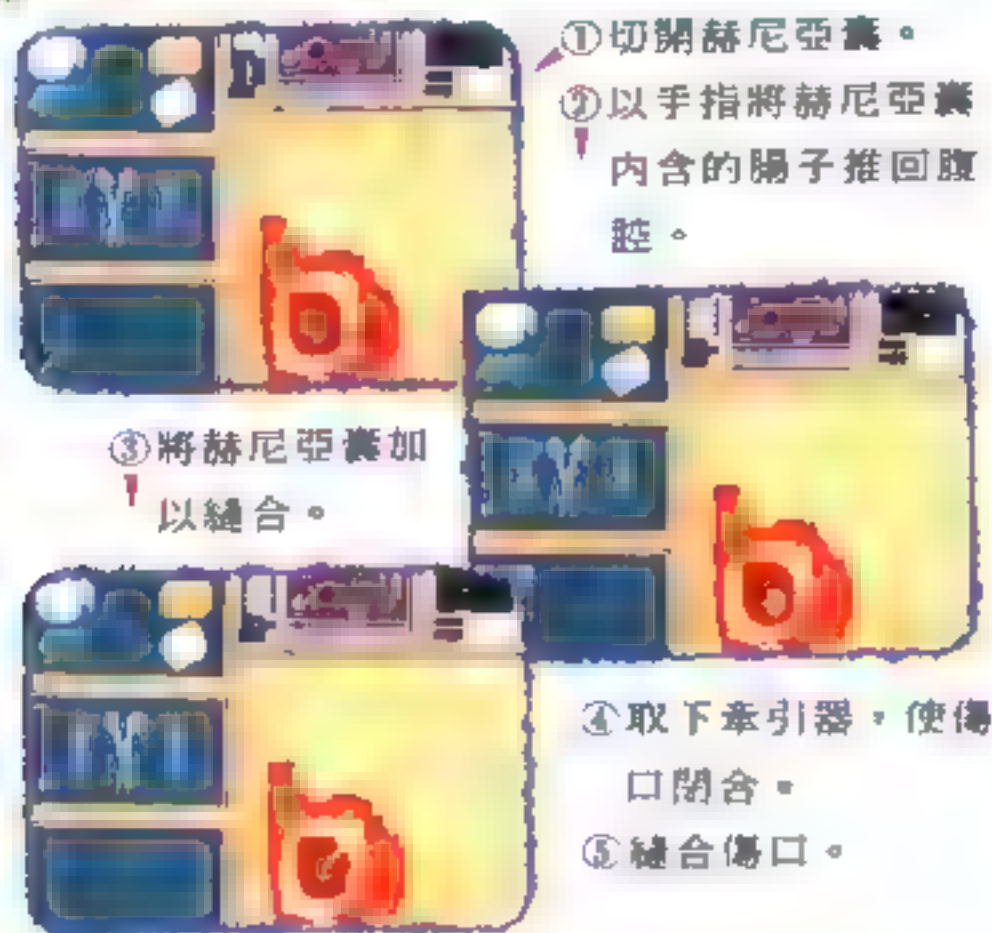 ①切開赫尼亞囊。
②以手指將赫尼亞囊
內含的腸子推回腹
腔。
③將赫尼亞囊加
以縫合。
④取下牽引器，使傷
口閉合。
⑤縫合傷口。